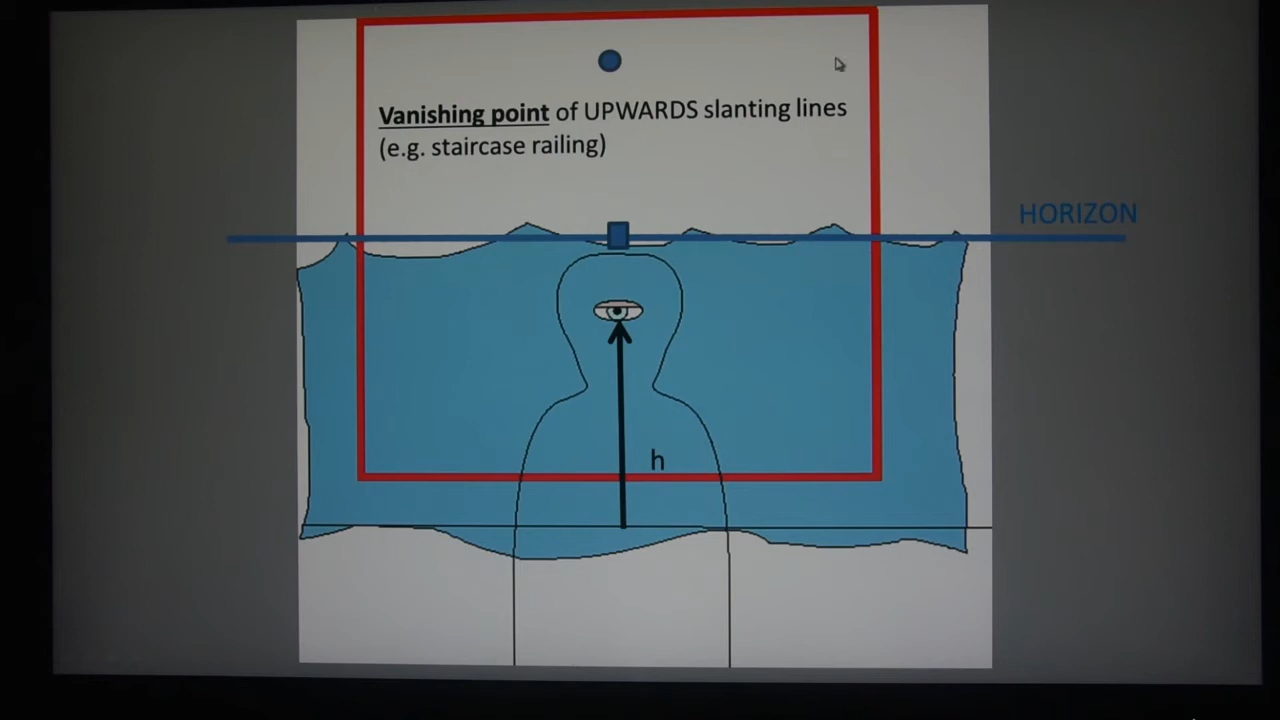 Vanishing point of UPWARDS slanting lines
(e.g. staircase railing)
HORIZON
h